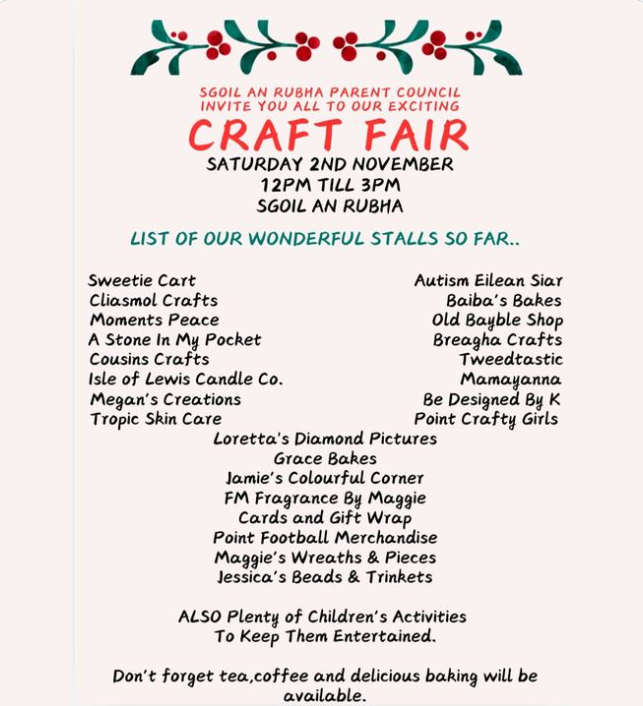 SGOIL AN RUBHA PARENT COUNCIL
INVITE YOU ALL TO OUR EXCITING
CRAFT FAIR
SATURDAY 2ND NOVEMBER
12PM TILL 3PM
SGOIL AN RUBHA
LIST OF OUR WONDERFUL STALLS SO FAR..
Sweetie Cart
Cliasmol Crafts
Moments Peace
A Stone In My Pocket
Cousins Crafts
Isle of Lewis Candle Co.
Megan's Creations
Tropic Skin Care
Autism Eilean Siar
Baiba's Bakes
Old Bayble Shop
Breagha Crafts
Tweedtastic
Mamayanna
Be Designed By K
Point Crafty Girls
Loretta's Diamond Pictures
Grace Bakes
Jamie's Colourful Corner
FM Fragrance By Maggie
Cards and Gift Wrap
Point Football Merchandise
Maggie's Wreaths & Pieces
Jessica's Beads & Trinkets
ALSO Plenty of Children's Activities
To Keep Them Entertained.
Don't forget tea,coffee and delicious baking will be
available.